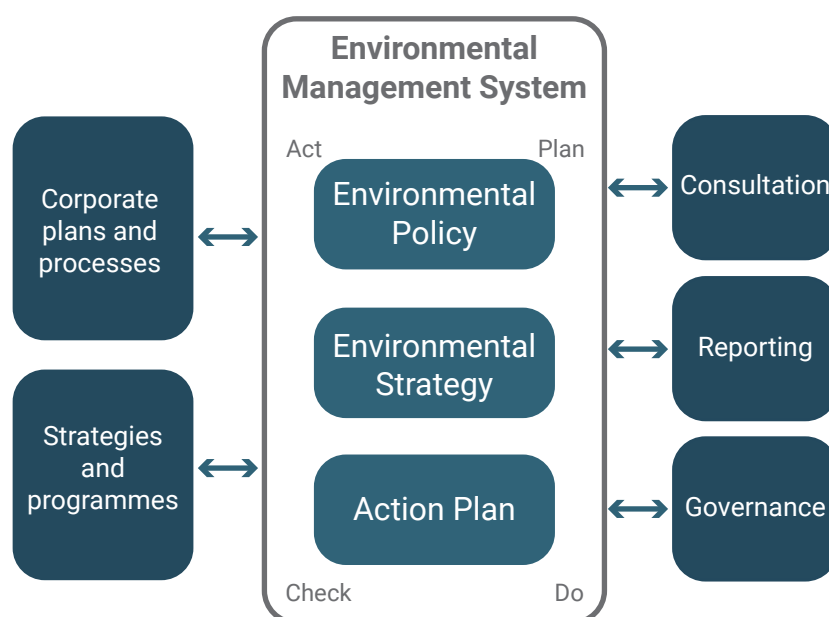 Environmental
Management System
Act
Plan
Environmental
Policy
Environmental
Strategy
Action Plan
Check
Do
Corporate
plans and
processes
Strategies
and
programmes
Consultation
Reporting
Governance